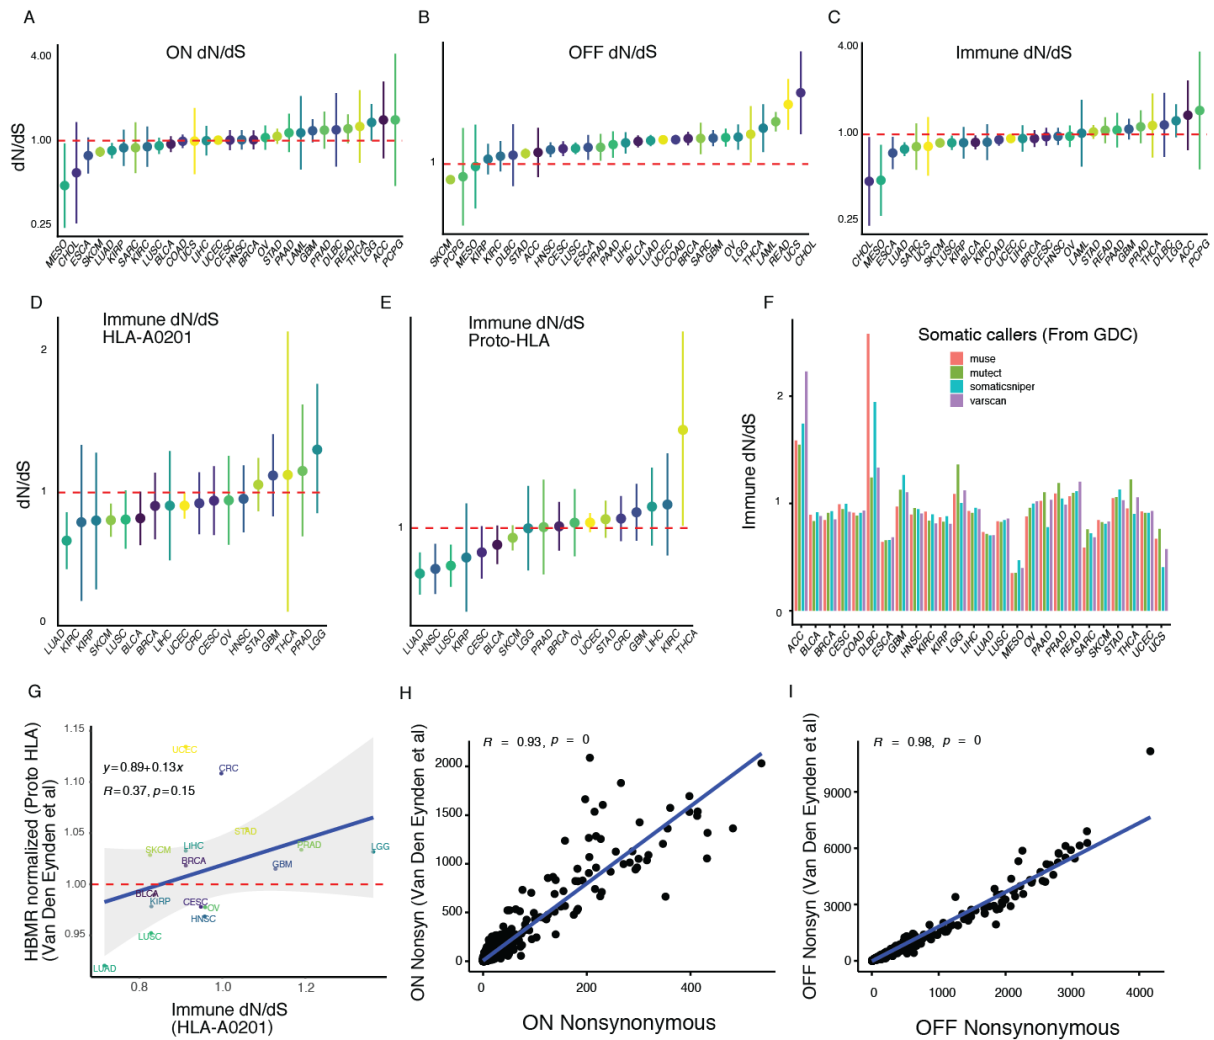 A
ON dN/dS
dN/dS
4.00
1.00
0.25
MESO CHOL ESCA SKCM LUAD KIRP SARC KIRC LUSC BLCA COAD UCS LIHC UCEC CESC HNSC BRCA OV STAD PAAD LAML GBM PRAD DLBC READ THCA LGG ACC PCPG
B
OFF dN/dS
1
SKCM PCPG MESO KIRP KIRC DLBC STAD ACC HNSC CESC LUSC ESCA PRAD PAAD LIHC BLCA LUAD UCEC COAD BRCA SARC GBM OV LGG THCA LAML READ UCS CHOL
C
Immune dN/dS
4.00
1.00
0.25
CHOL MESO ESCA LUAD SARC UCS SKCM LUSC KIRP BLCA KIRC COAD UCEC LIHC BRCA CESC HNSC OV LAML STAD READ PAAD GBM PRAD THCA DLBC LGG ACC PCPG
D
Immune dN/dS
HLA-A0201
dN/dS
2
1
0
LUAD KIRC KIRP SKCM LUSC BLCA BRCA LIHC UCEC CRC CESC OV HNSC STAD GBM THCA PRAD LGG
E
Immune dN/dS
Proto-HLA
1
LUAD HNSC LUSC KIRP CESC BLCA SKCM LGG PRAD BRCA OV UCEC STAD CRC GBM LIHC KIRC THCA
F
Somatic callers (From GDC)
muse
mutect
somaticsniper
varscan
Immune dN/dS
2
1
0
ACC BLCA BRCA CESC COAD DLBC ESCA GBM HNSC KIRC KIRP LGG LIHC LUAD LUSC MESO OV PAAD PRAD READ SARC SKCM STAD THCA UCEC UCS
G
HBMR normalized (Proto HLA)
(Van Den Eynden et al)
1.15
1.10
1.05
1.00
0.95
y=0.89+0.13x
R=0.37, p=0.15
UCEC
CRC
STAD
SKCM
LIHC
BRCA
PRAD
LGG
GBM
BLCA
KIRP
CESC
OV
HNSC
LUSC
LUAD
0.8 1.0 1.2
Immune dN/dS
(HLA-A0201)
H
R = 0.93, p = 0
ON Nonsyn (Van Den Eynden et al)
2000
1500
1000
500
0
0 200 400
ON Nonsynonymous
I
R = 0.98, p = 0
OFF Nonsyn (Van Den Eynden et al)
9000
6000
3000
0
0 1000 2000 3000 4000
OFF Nonsynonymous